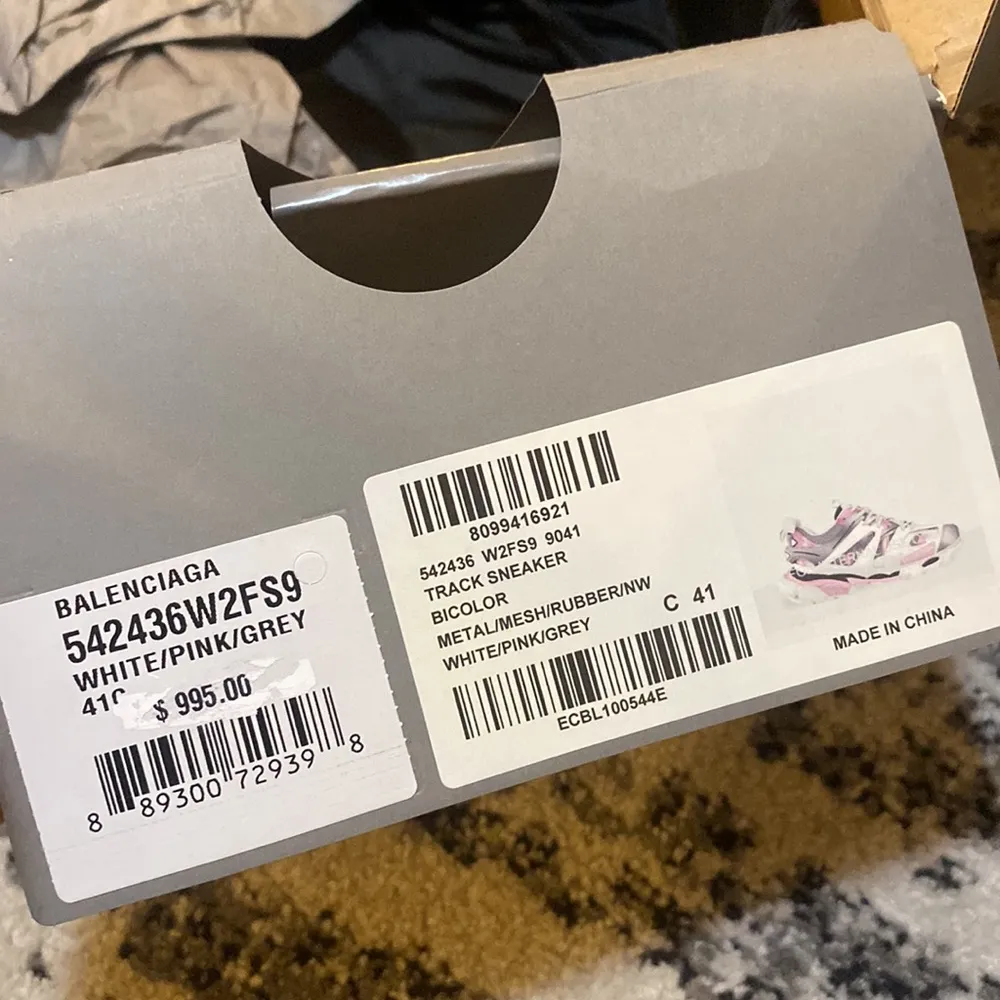 BALENCIAGA
542436W2FS9
WHITE/PINK/GREY
$ 995.00
8 89300 72939 8
8099416921
542436 W2FS9 9041
TRACK SNEAKER
BICOLOR
METAL/MESH/RUBBER/NW
WHITE/PINK/GREY
C 41
ECBL100544E
MADE IN CHINA